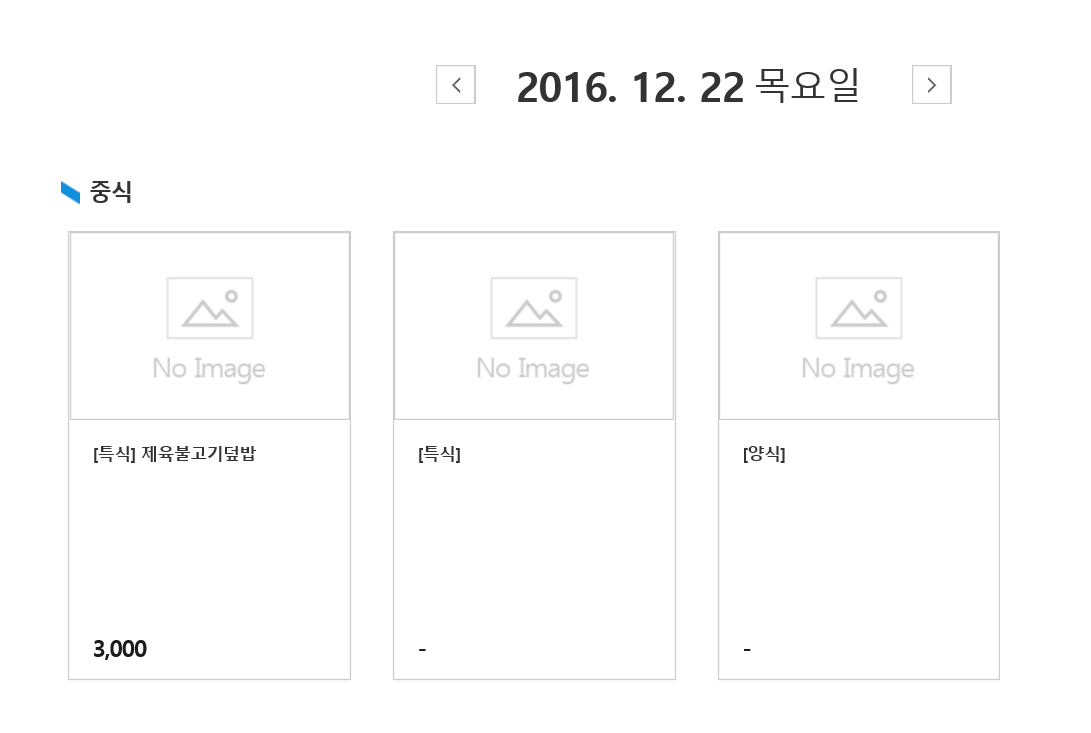 2016. 12. 22 목요일
중식
No Image
No Image
No Image
[특식] 제육불고기덮밥
[특식]
[양식]
3,000
-
-